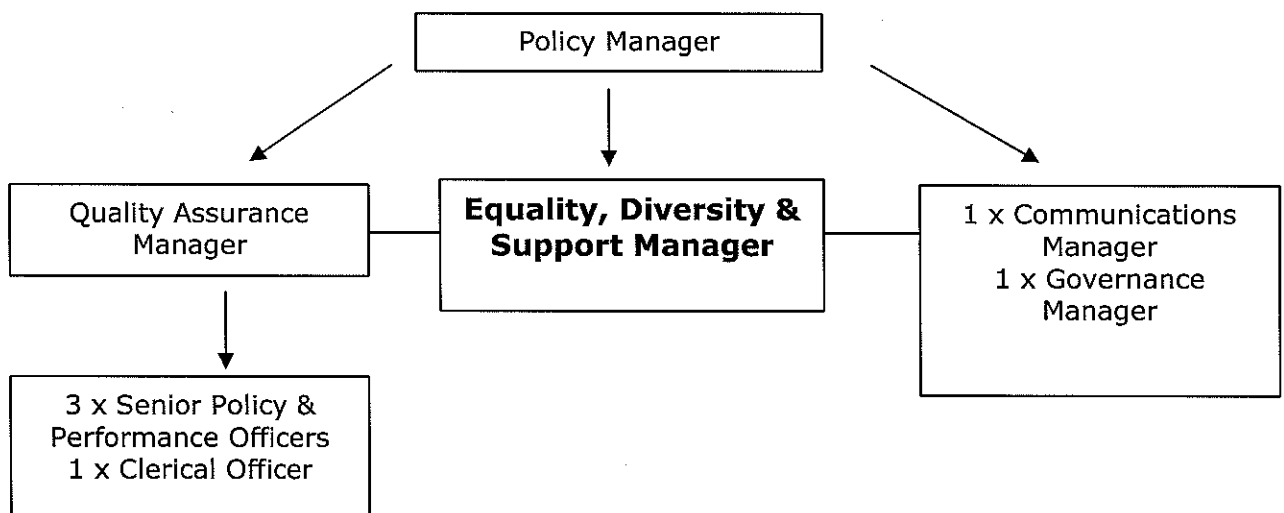 Policy Manager
Quality Assurance
Manager
Equality, Diversity &
Support Manager
1 x Communications
Manager
1 x Governance
Manager
3 x Senior Policy &
Performance Officers
1 x Clerical Officer